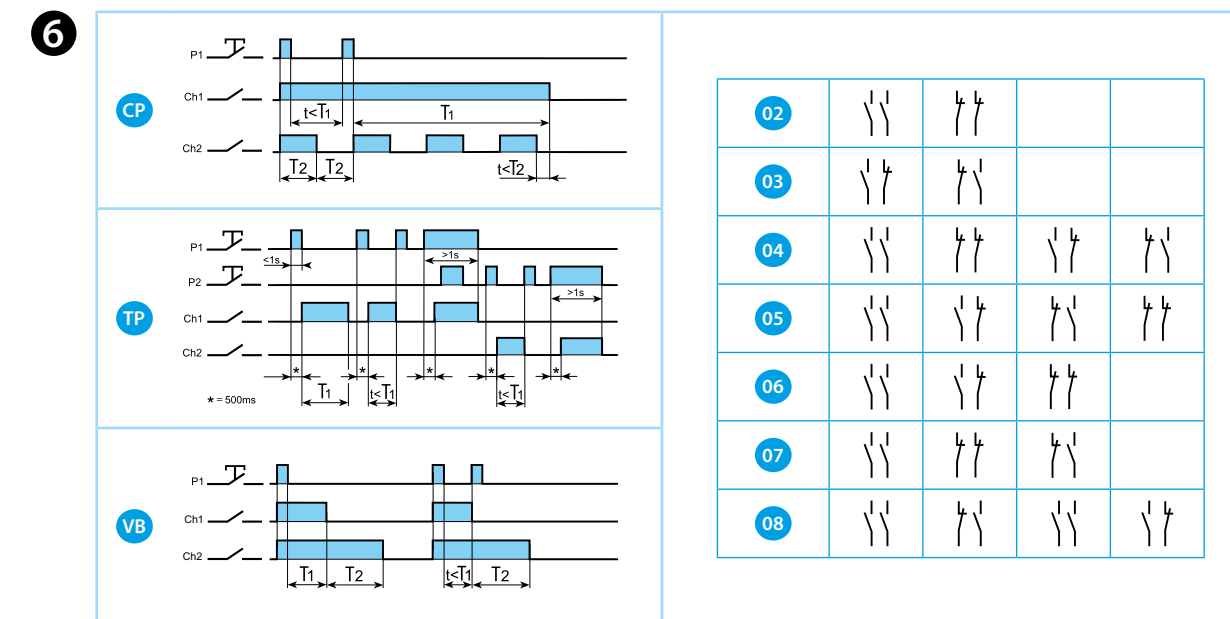 6
CP
P1
Ch1
t<T1
T1
Ch2
T2
T2
t<T2
TP
P1
<1s
>1s
P2
>1s
Ch1
Ch2
*
*
*
*
*
T1
t<T1
t<T1
* = 500ms
VB
P1
Ch1
Ch2
T1
T2
t<T1
T2
02
03
04
05
06
07
08